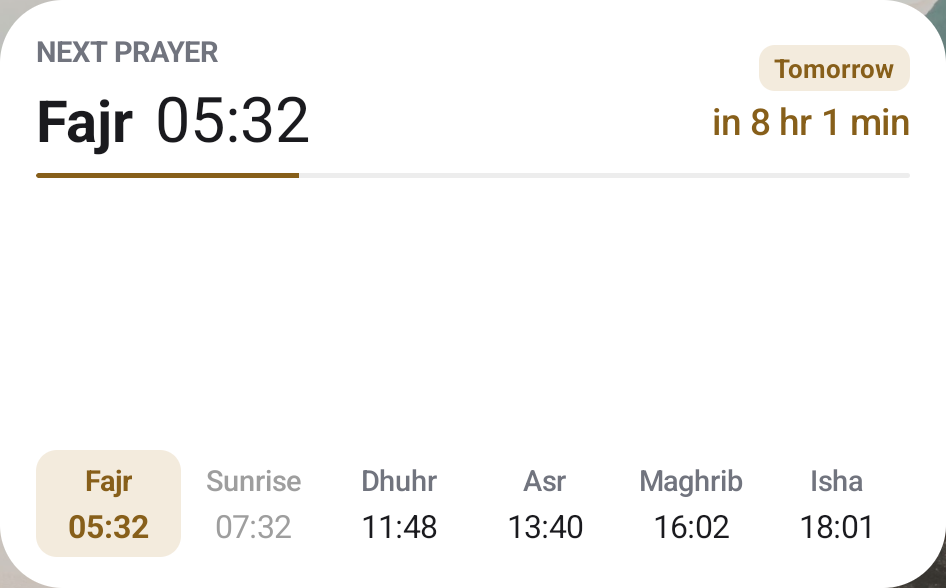 NEXT PRAYER
Tomorrow
Fajr 05:32
in 8 hr 1 min
Fajr Sunrise Dhuhr Asr Maghrib Isha
05:32 07:32 11:48 13:40 16:02 18:01